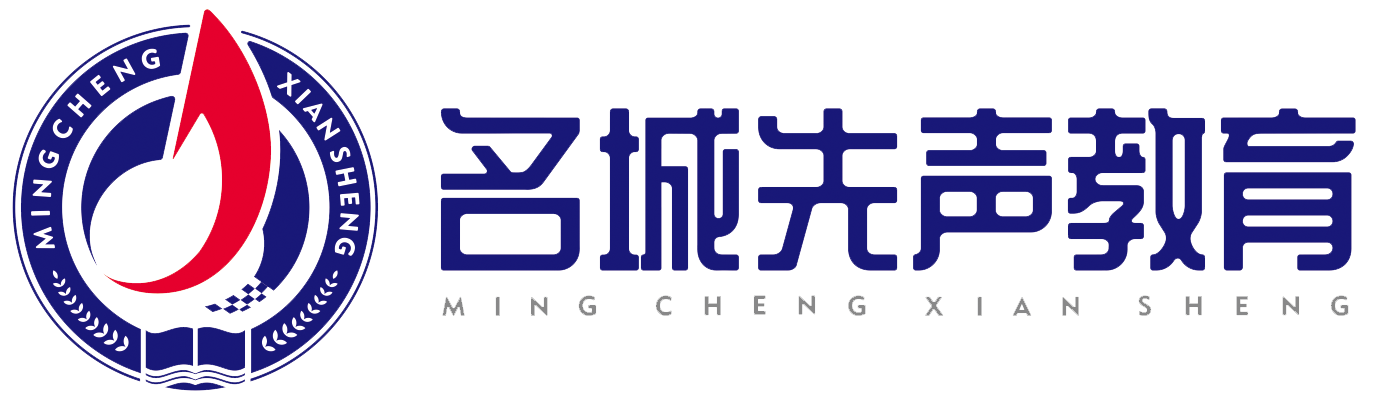 MINGCHENG XIANSHENG
名城先声教育
MING CHENG XIAN SHENG